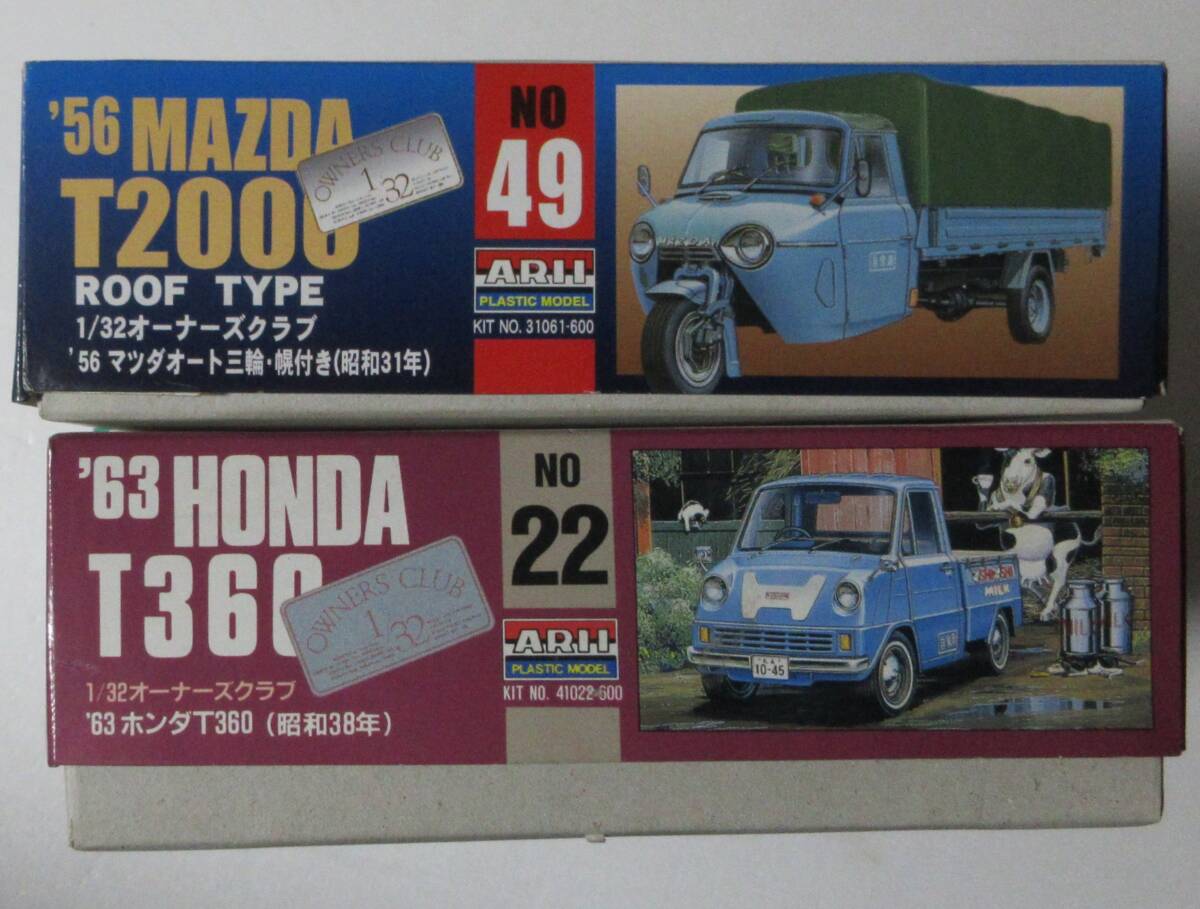 '56 MAZDA
T2000
OWNERS CLUB
1/32
ROOF TYPE
1/32オーナーズクラブ
'56 マツダオート三輪・幌付き(昭和31年)
NO
49
ARII
PLASTIC MODEL
KIT NO. 31061-600
MAZDA
'63 HONDA
T360
OWNERS CLUB
1/32
1/32オーナーズクラブ
'63 ホンダT360 (昭和38年)
NO
22
ARII
PLASTIC MODEL
KIT NO. 41022-600
MILK
10-45